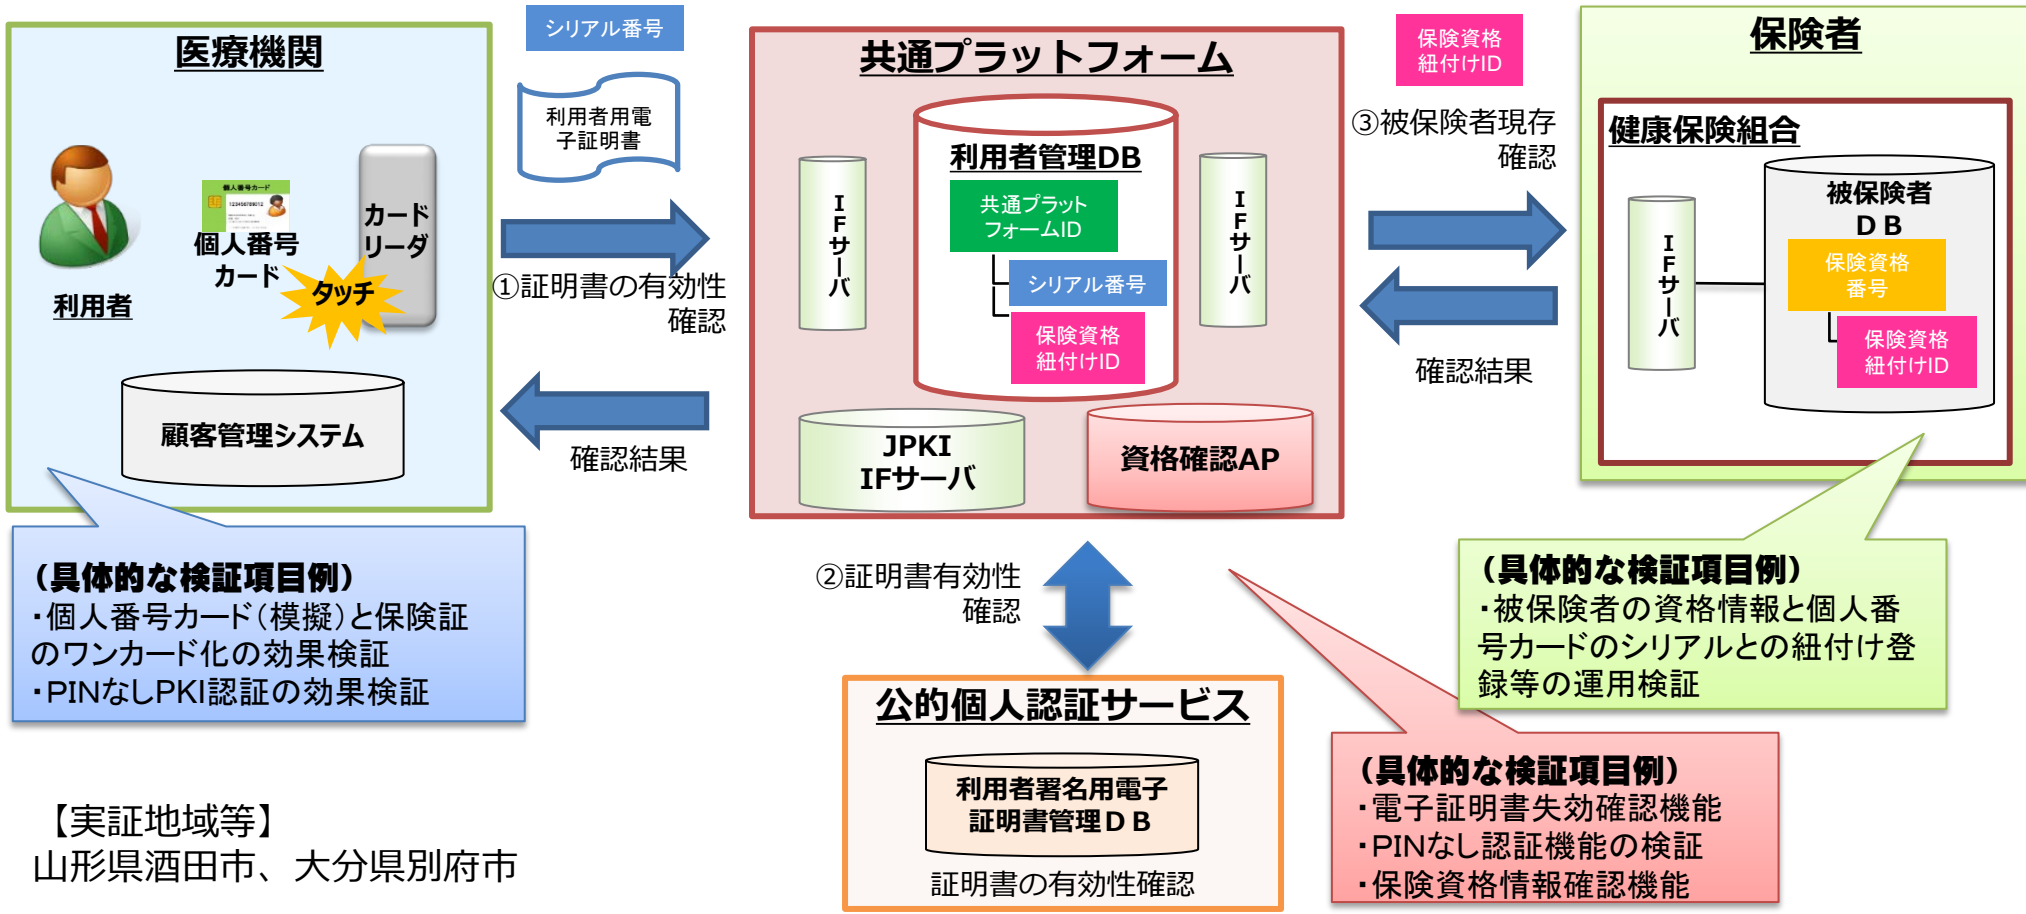 医療機関
利用者
個人番号カード
123456789012
個人番号
カード
カード
リーダ
タッチ
顧客管理システム
シリアル番号
利用者用電
子証明書
①証明書の有効性
確認
確認結果
共通プラットフォーム
IFサーバ
利用者管理DB
共通プラット
フォームID
シリアル番号
保険資格
紐付けID
IFサーバ
JPKI
IFサーバ
資格確認AP
保険資格
紐付けID
③被保険者現存
確認
確認結果
保険者
健康保険組合
IFサーバ
被保険者
ＤＢ
保険資格
番号
保険資格
紐付けID
(具体的な検証項目例)
・個人番号カード(模擬)と保険証
のワンカード化の効果検証
・PINなしPKI認証の効果検証
②証明書有効性
確認
公的個人認証サービス
利用者署名用電子
証明書管理ＤＢ
証明書の有効性確認
(具体的な検証項目例)
・被保険者の資格情報と個人番
号カードのシリアルとの紐付け登
録等の運用検証
(具体的な検証項目例)
・電子証明書失効確認機能
・PINなし認証機能の検証
・保険資格情報確認機能
【実証地域等】
山形県酒田市、大分県別府市